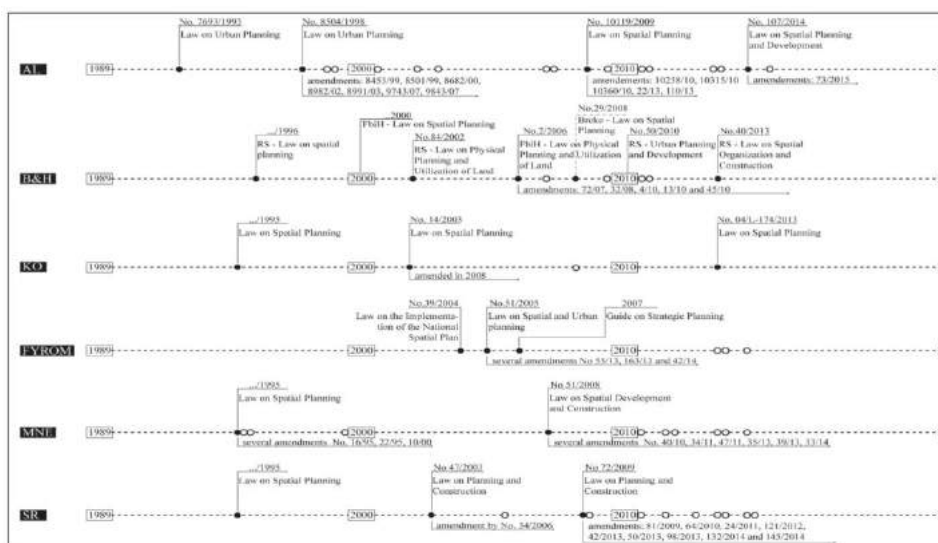 No. 7693/1993
Law on Urban Planning
No. 8504/1998
Law on Urban Planning
No. 10119/2009
Law on Spatial Planning
No. 107/2014
Law on Spatial Planning
and Development
AL
1989
2000
2010
amendments: 8453/99, 8501/99, 8682/00,
8982/02, 8991/03, 9743/07, 9843/07
amendements: 10258/10, 10315/10
10360/10, 22/13, 110/13
amendements: 73/2015
.../1996
RS - Law on spatial
planning
2000
FbiH - Law on Spatial Planning
No.84/2002
RS - Law on Physical
Planning and
Utilization of Land
No.2/2006
FbiH - Law on Physical
Planning and Utilization
of Land
No.29/2008
Brcko - Law on Spatial
Planning
No.50/2010
RS - Urban Planning
and Development
No.40/2013
RS - Law on Spatial
Organization and
Construction
B&H
1989
2000
2010
amendments: 72/07, 32/08, 4/10, 13/10 and 45/10
.../1995
Law on Spatial Planning
No. 14/2003
Law on Spatial Planning
No. 04/L-174/2013
Law on Spatial Planning
KO
1989
2000
2010
amended in 2008
No.39/2004
Law on the Implementa-
tion of the National
Spatial Plan
No.51/2005
Law on Spatial and Urban
planning
2007
Guide on Strategic Planning
FYROM
1989
2000
2010
several amendments No 55/13, 163/13 and 42/14
.../1995
Law on Spatial Planning
No 51/2008
Law on Spatial Development
and Construction
MNE
1989
2000
2010
several amendments. No. 16/95, 22/95, 10/00
several amendments. No. 40/10, 34/11, 47/11, 35/13, 39/13, 33/14
.../1995
Law on Spatial Planning
No 47/2003
Law on Planning and
Construction
No 72/2009
Law on Planning and
Construction
SR
1989
2000
2010
amendment by No. 34/2006
amendments: 81/2009, 64/2010, 24/2011, 121/2012,
42/2013, 50/2013, 98/2013, 132/2014 and 145/2014